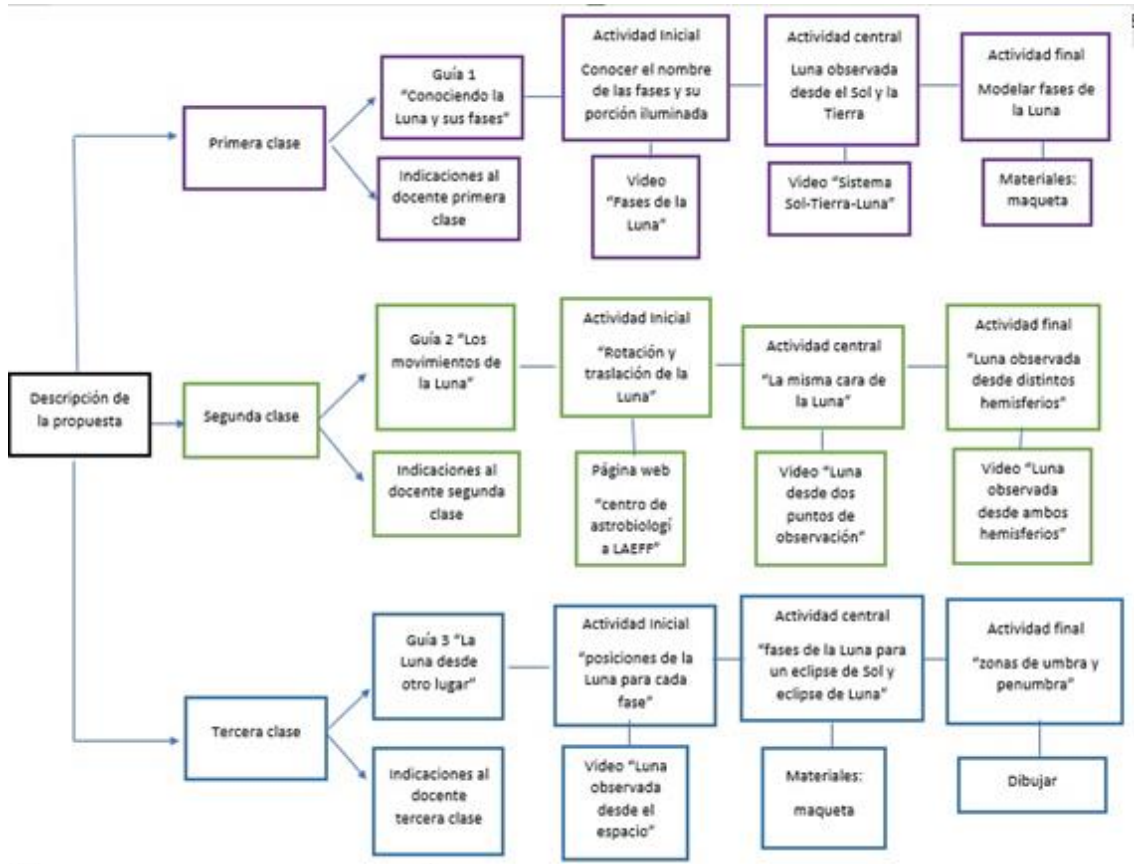 Descripción de
la propuesta
Primera clase
Guía 1
"Conociendo la
Luna y sus fases"
Indicaciones al
docente primera
clase
Actividad Inicial
Conocer el nombre
de las fases y su
porción iluminada
Video
"Fases de la
Luna"
Actividad central
Luna observada
desde el Sol y la
Tierra
Video "Sistema
Sol-Tierra-Luna"
Actividad final
Modelar fases de
la Luna
Materiales:
maqueta
Segunda clase
Guía 2 "Los
movimientos de
la Luna"
Indicaciones al
docente segunda
clase
Actividad Inicial
"Rotación y
traslación de la
Luna"
Página web
"centro de
astrobiologí
a LAEFF"
Actividad central
"La misma cara de
la Luna"
Video "Luna
desde dos
puntos de
observación"
Actividad final
"Luna observada
desde distintos
hemisferios"
Video "Luna
observada
desde ambos
hemisferios"
Tercera clase
Guía 3 "La
Luna desde
otro lugar"
Indicaciones al
docente
tercera clase
Actividad Inicial
"posiciones de la
Luna para cada
fase"
Video "Luna
observada
desde el
espacio"
Actividad central
"fases de la Luna para
un eclipse de Sol y
eclipse de Luna"
Materiales:
maqueta
Actividad final
"zonas de umbra y
penumbra"
Dibujar